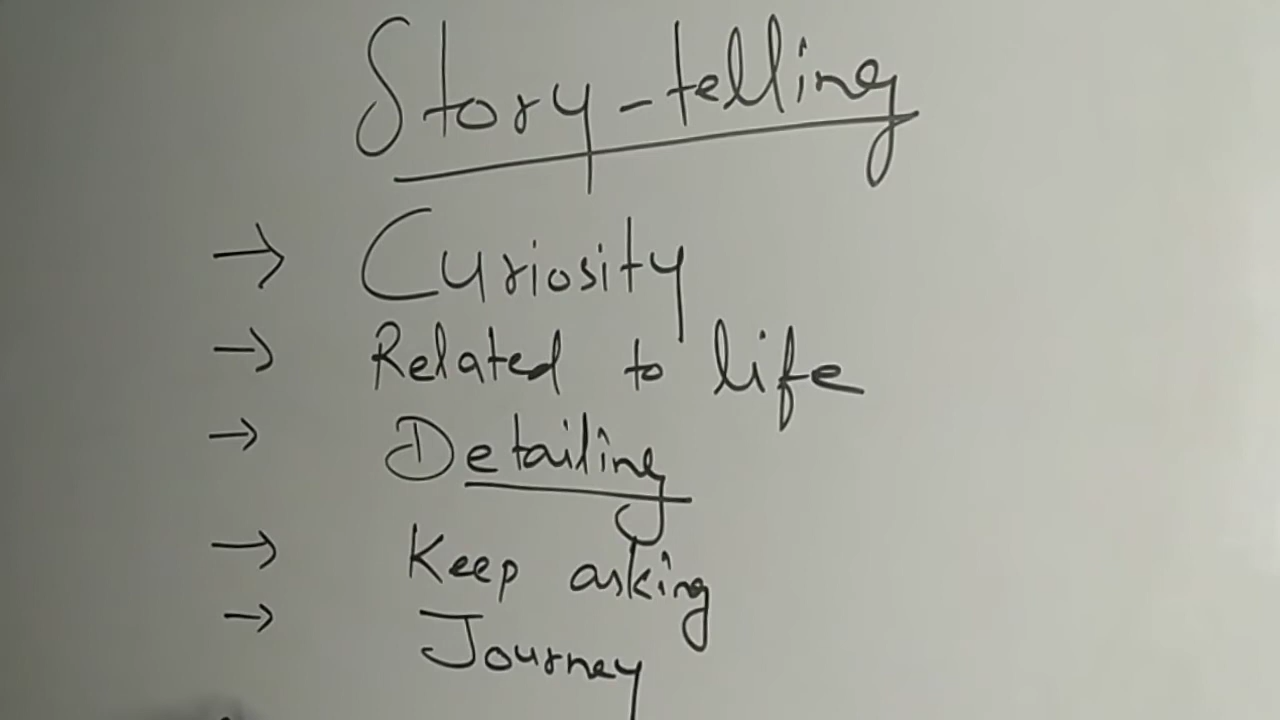 Story-telling
→ Curiosity
→ Related to life
→ Detailing
→ Keep asking
→ Journey